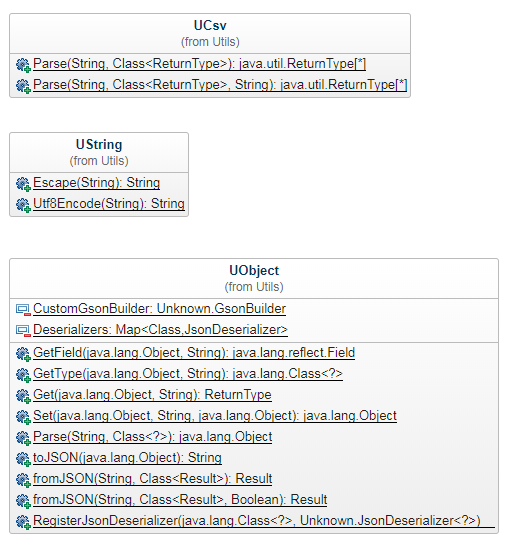 UCsv
(from Utils)
Parse(String, Class<ReturnType>): java.util.ReturnType[*]
Parse(String, Class<ReturnType>, String): java.util.ReturnType[*]
UString
(from Utils)
Escape(String): String
Utf8Encode(String): String
UObject
(from Utils)
CustomGsonBuilder: Unknown.GsonBuilder
Deserializers: Map<Class,JsonDeserializer>
GetField(java.lang.Object, String): java.lang.reflect.Field
GetType(java.lang.Object, String): java.lang.Class<?>
Get(java.lang.Object, String): ReturnType
Set(java.lang.Object, String, java.lang.Object): java.lang.Object
Parse(String, Class<?>): java.lang.Object
toJSON(java.lang.Object): String
fromJSON(String, Class<Result>): Result
fromJSON(String, Class<Result>, Boolean): Result
RegisterJsonDeserializer(java.lang.Class<?>, Unknown.JsonDeserializer<?>)